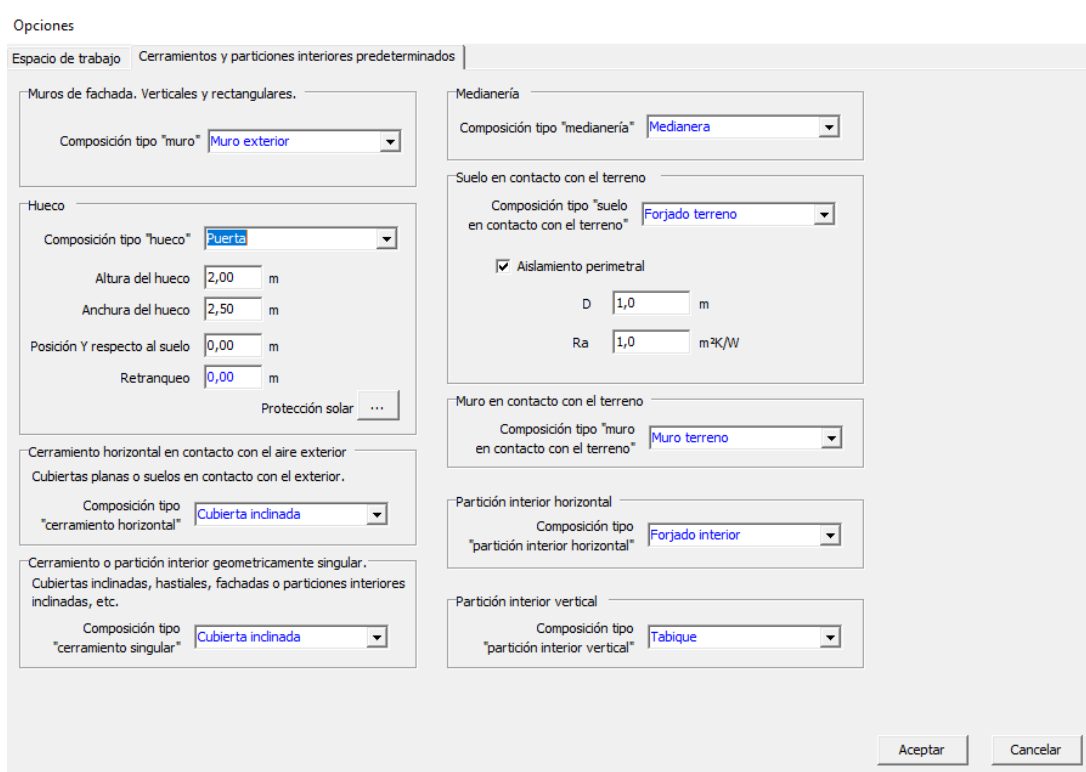 Opciones
Espacio de trabajo
Cerramientos y particiones interiores predeterminados
Muros de fachada. Verticales y rectangulares.
Composición tipo "muro" Muro exterior
Hueco
Composición tipo "hueco" Puerta
Altura del hueco 2,00 m
Anchura del hueco 2,50 m
Posición Y respecto al suelo 0,00 m
Retranqueo 0,00 m
Protección solar ...
Cerramiento horizontal en contacto con el aire exterior
Cubiertas planas o suelos en contacto con el exterior.
Composición tipo
"cerramiento horizontal" Cubierta inclinada
Cerramiento o partición interior geometricamente singular.
Cubiertas inclinadas, hastiales, fachadas o particiones interiores
inclinadas, etc.
Composición tipo
"cerramiento singular" Cubierta inclinada
Medianería
Composición tipo "medianería" Medianera
Suelo en contacto con el terreno
Composición tipo "suelo
en contacto con el terreno" Forjado terreno
Aislamiento perimetral
D 1,0 m
Ra 1,0 m²K/W
Muro en contacto con el terreno
Composición tipo "muro
en contacto con el terreno" Muro terreno
Partición interior horizontal
Composición tipo
"partición interior horizontal" Forjado interior
Partición interior vertical
Composición tipo
"partición interior vertical" Tabique
Aceptar
Cancelar